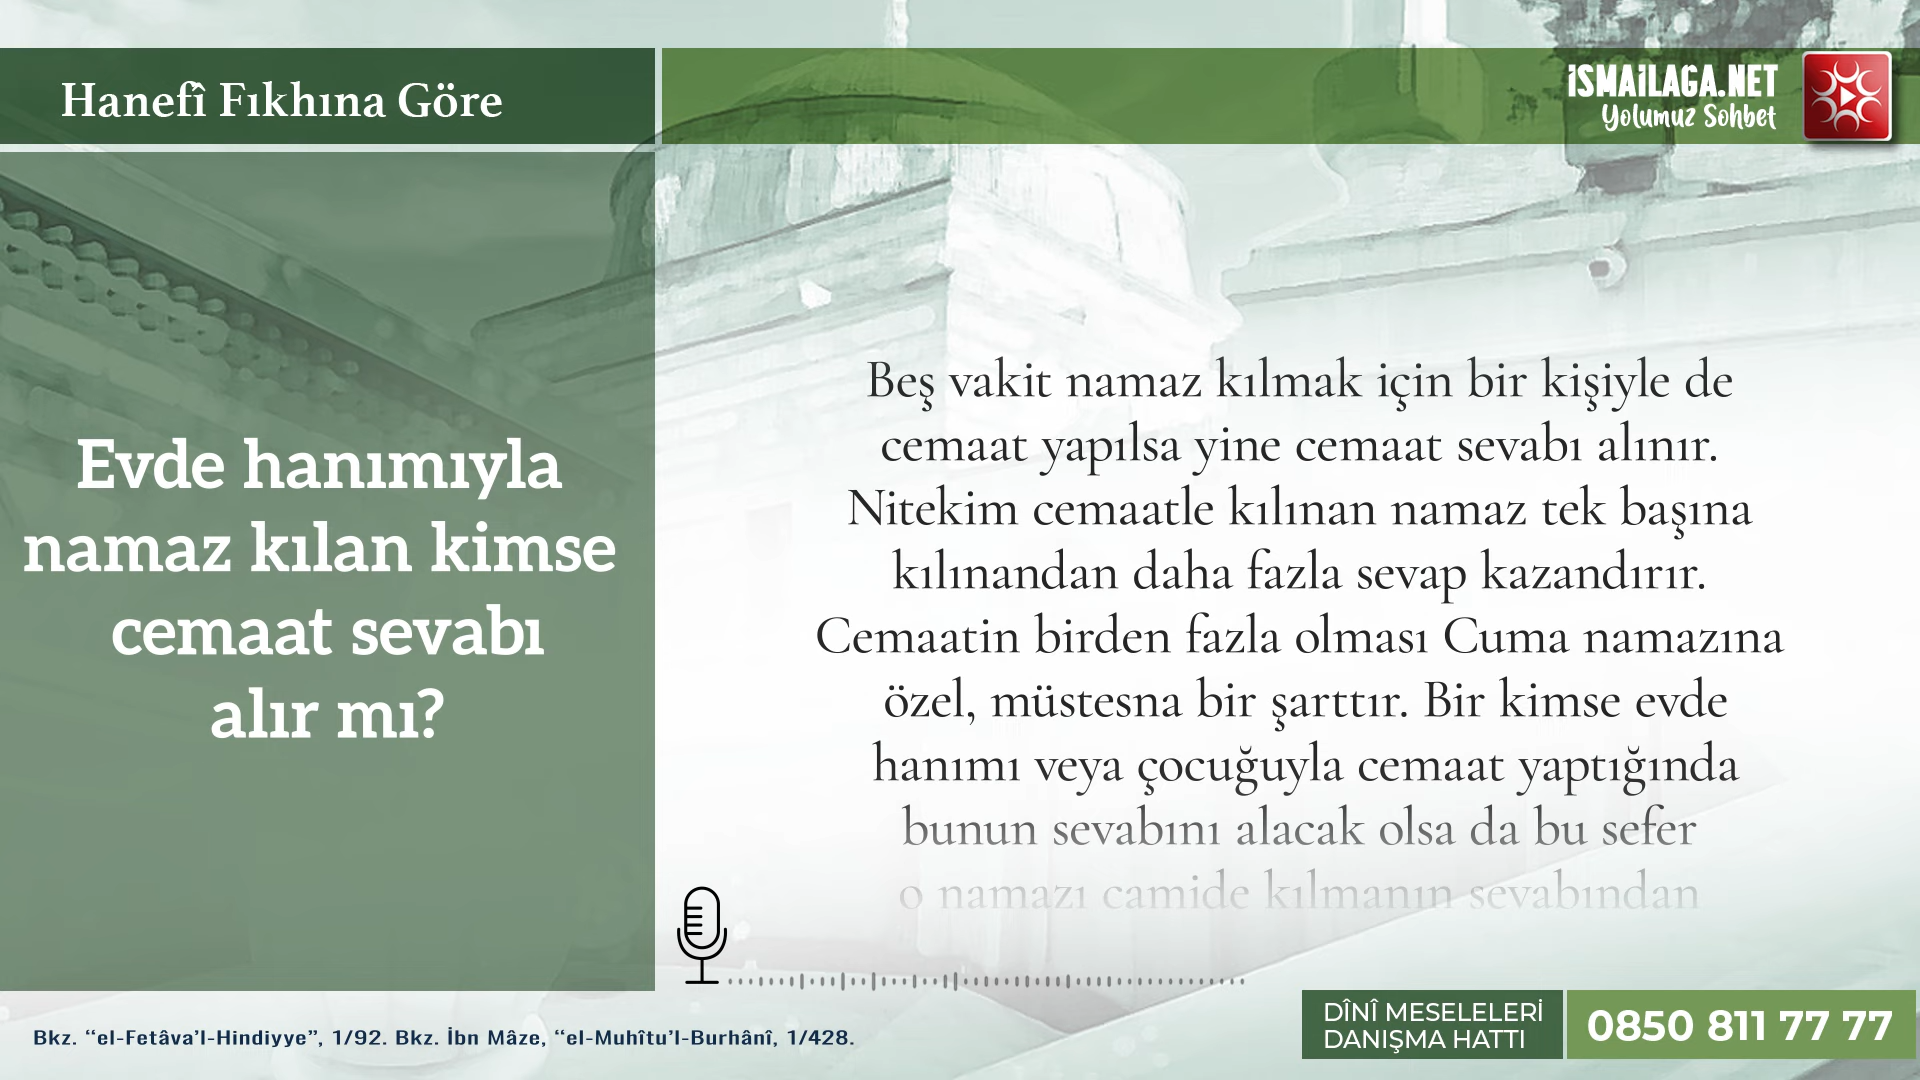 Hanefî Fıkhına Göre
iSMAiLAGA.NET
Yolumuz Sohbet
Evde hanımıyla
namaz kılan kimse
cemaat sevabı
alır mı?
Beş vakit namaz kılmak için bir kişiyle de
cemaat yapılsa yine cemaat sevabı alınır.
Nitekim cemaatle kılınan namaz tek başına
kılınandan daha fazla sevap kazandırır.
Cemaatin birden fazla olması Cuma namazına
özel, müstesna bir şarttır. Bir kimse evde
hanımı veya çocuğuyla cemaat yaptığında
bunun sevabını alacak olsa da bu sefer
o namazı camide kılmanın sevabından
Bkz. “el-Fetâva’l-Hindiyye”, 1/92. Bkz. İbn Mâze, “el-Muhîtu’l-Burhânî, 1/428.
DÎNÎ MESELELERİ
DANIŞMA HATTI
0850 811 77 77